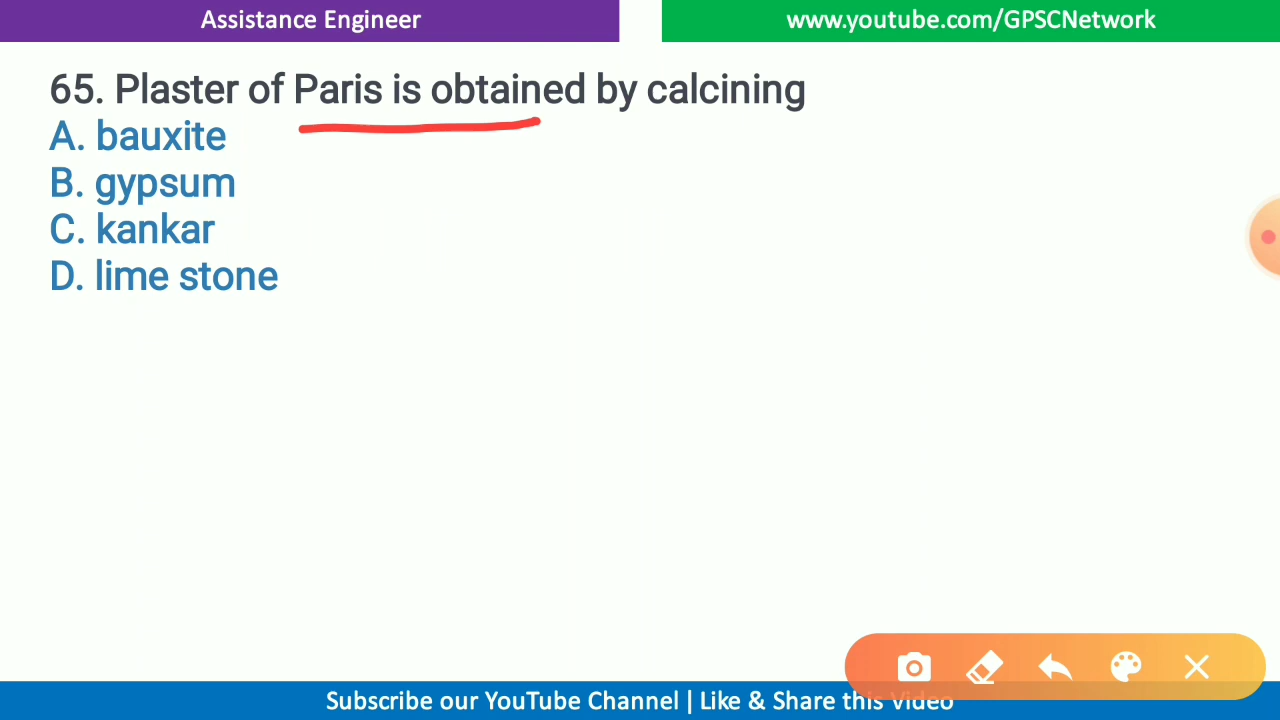 Assistance Engineer
www.youtube.com/GPSCNetwork
65. Plaster of Paris is obtained by calcining
A. bauxite
B. gypsum
C. kankar
D. lime stone
Subscribe our YouTube Channel | Like & Share this Video